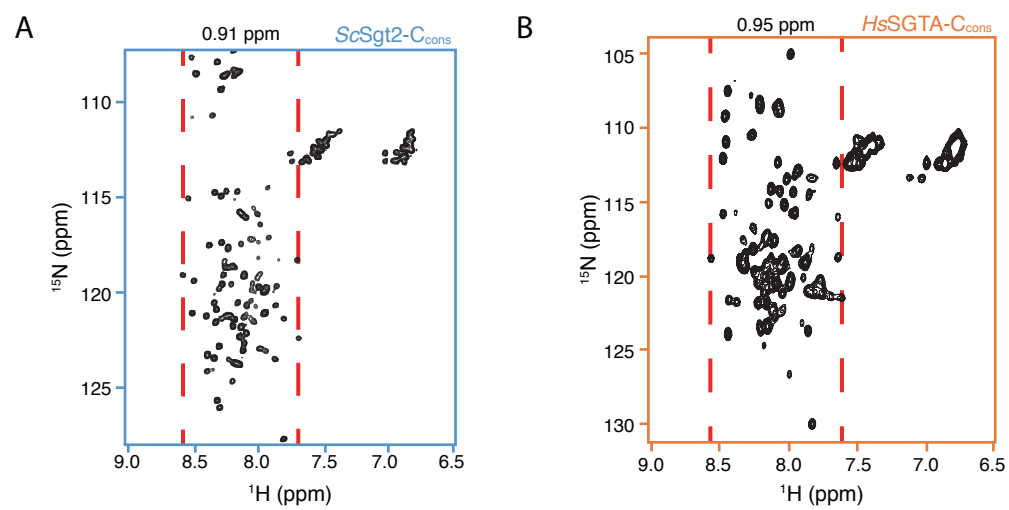 A
0.91 ppm
ScSgt2-Ccons
110
115
120
125
15N (ppm)
9.0 8.5 8.0 7.5 7.0 6.5
1H (ppm)
B
0.95 ppm
HsSGTA-Ccons
105
110
115
120
125
130
15N (ppm)
9.0 8.5 8.0 7.5 7.0 6.5
1H (ppm)